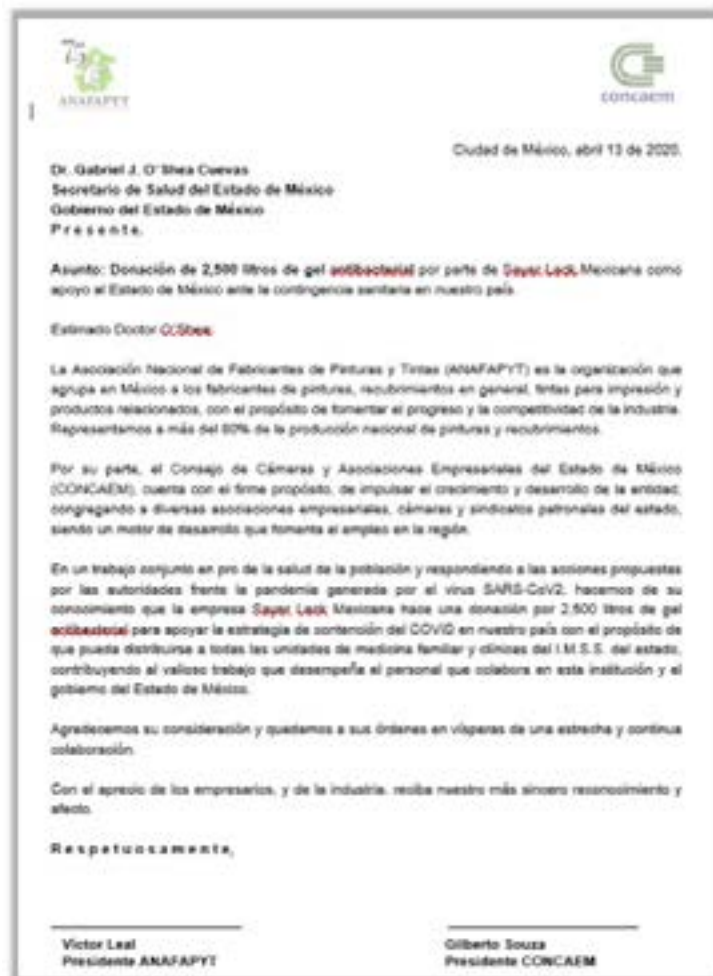 75
ANAFAPYT
concaem
Ciudad de México, abril 13 de 2020.
Dr. Gabriel J. O´Shea Cuevas
Secretario de Salud del Estado de México
Gobierno del Estado de México
P r e s e n t e.
Asunto: Donación de 2,500 litros de gel antibacterial por parte de Sayer Lack Mexicana como
apoyo al Estado de México ante la contingencia sanitaria en nuestro país.
Estimado Doctor O´Shea:
La Asociación Nacional de Fabricantes de Pinturas y Tintas (ANAFAPYT) es la organización que
agrupa en México a los fabricantes de pinturas, recubrimientos en general, tintas para impresión y
productos relacionados, con el propósito de fomentar el progreso y la competitividad de la industria.
Representamos a más del 80% de la producción nacional de pinturas y recubrimientos.
Por su parte, el Consejo de Cámaras y Asociaciones Empresariales del Estado de México
(CONCAEM), cuenta con el firme propósito, de impulsar el crecimiento y desarrollo de la entidad,
congregando a diversas asociaciones empresariales, cámaras y sindicatos patronales del estado,
siendo un motor de desarrollo que fomenta el empleo en la región.
En un trabajo conjunto en pro de la salud de la población y respondiendo a las acciones propuestas
por las autoridades frente la pandemia generada por el virus SARS-CoV2, hacemos de su
conocimiento que la empresa Sayer Lack Mexicana hace una donación por 2,500 litros de gel
antibacterial para apoyar la estrategia de contención del COVID en nuestro país con el propósito de
que pueda distribuirse a todas las unidades de medicina familiar y clínicas del I.M.S.S. del estado,
contribuyendo al valioso trabajo que desempeña el personal que colabora en esta institución y el
gobierno del Estado de México.
Agradecemos su consideración y quedamos a sus órdenes en vísperas de una estrecha y continua
colaboración.
Con el aprecio de los empresarios, y de la industria, reciba nuestro más sincero reconocimiento y
afecto.
R e s p e t u o s a m e n t e,
Victor Leal
Presidente ANAFAPYT
Gilberto Souza
Presidente CONCAEM